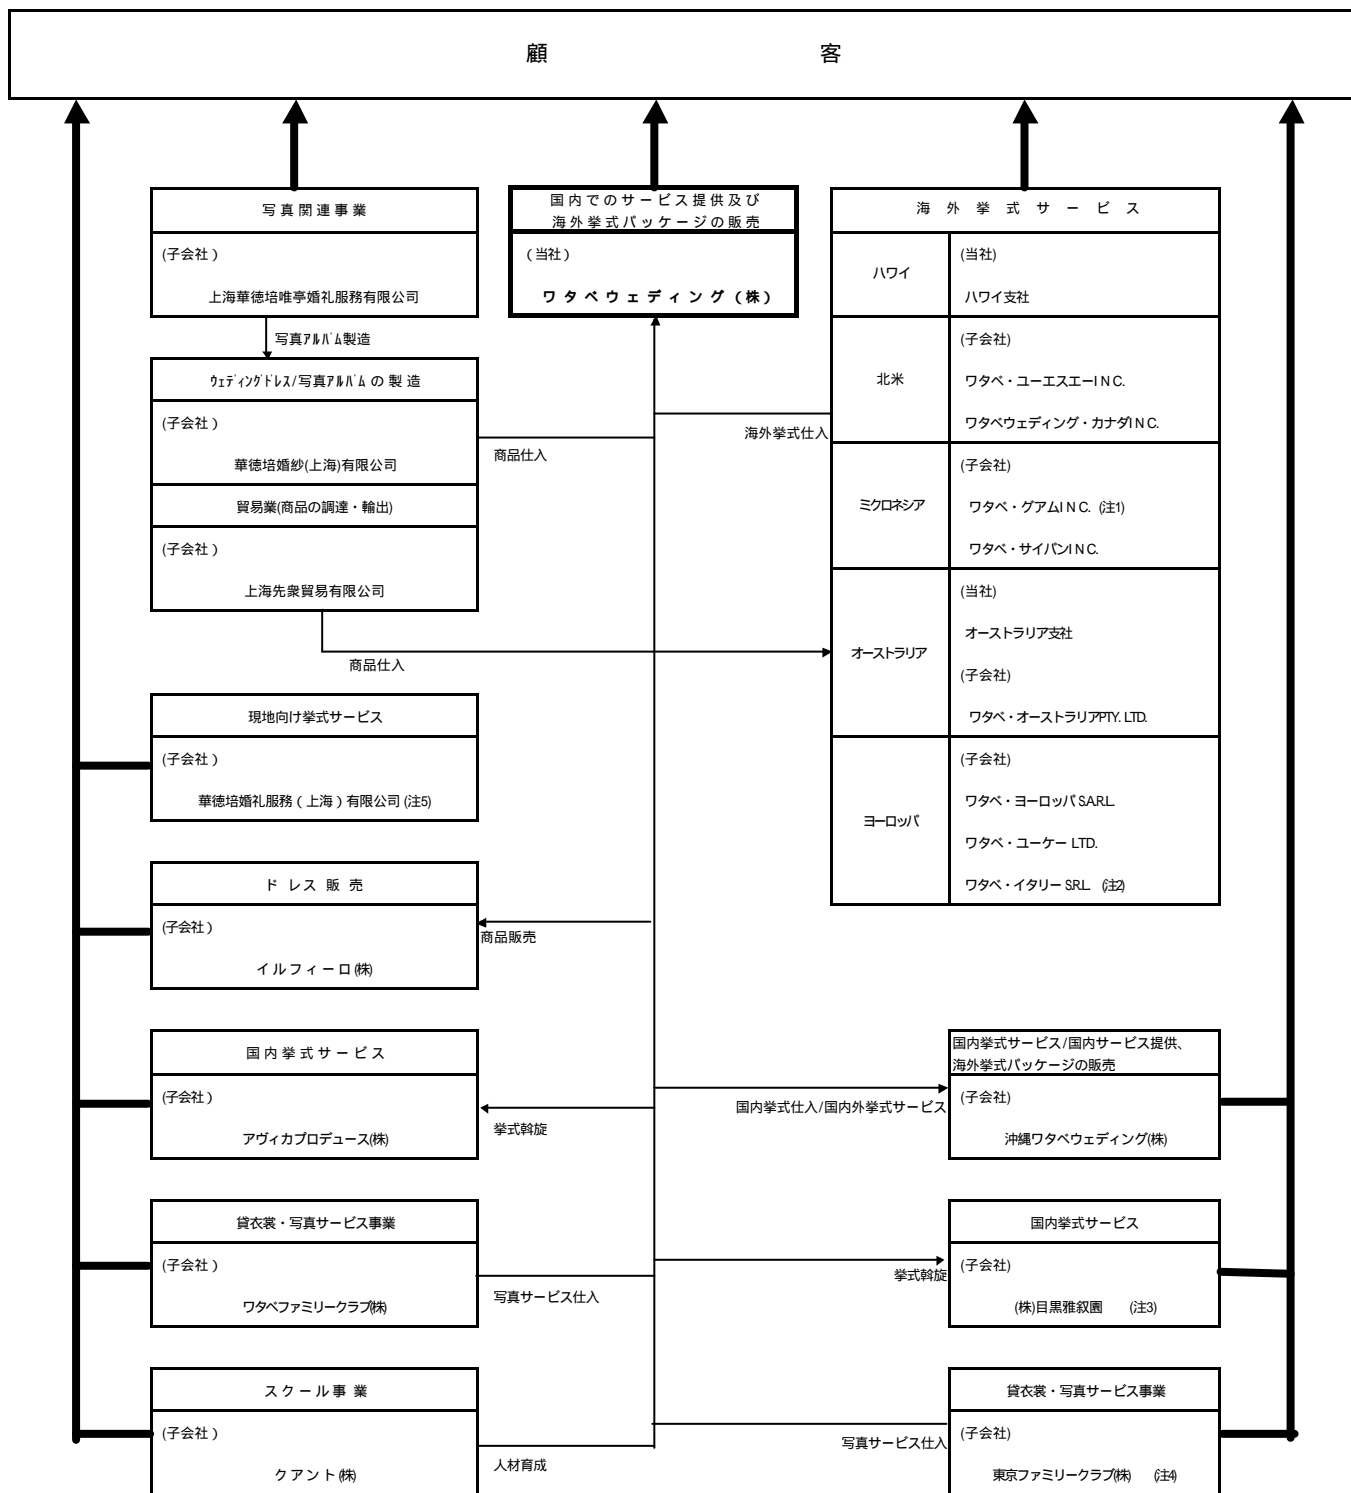 顧客
写真関連事業
(子会社)
上海華徳培唯亭婚礼服務有限公司
写真アルバム製造
ウェディングドレス/写真アルバムの製造
(子会社)
華徳培婚紗(上海)有限公司
貿易業(商品の調達・輸出)
(子会社)
上海先衆貿易有限公司
商品仕入
商品仕入
国内でのサービス提供及び
海外挙式パッケージの販売
(当社)
ワタベウェディング(株)
海外挙式サービス
ハワイ
(当社)
ハワイ支社
北米
(子会社)
ワタベ・ユーエスエーINC.
ワタベウェディング・カナダINC.
海外挙式仕入
ミクロネシア
(子会社)
ワタベ・グアムINC. (注1)
ワタベ・サイパンINC.
オーストラリア
(当社)
オーストラリア支社
(子会社)
ワタベ・オーストラリアPTY. LTD.
ヨーロッパ
(子会社)
ワタベ・ヨーロッパ S.A.R.L.
ワタベ・ユーケー LTD.
ワタベ・イタリー S.R.L. (注2)
現地向け挙式サービス
(子会社)
華徳培婚礼服務(上海)有限公司 (注5)
ドレス販売
(子会社)
イルフィーロ(株)
商品販売
国内挙式サービス
(子会社)
アヴィカプロデュース(株)
挙式斡旋
国内挙式仕入/国内外挙式サービス
国内挙式サービス/国内サービス提供、
海外挙式パッケージの販売
(子会社)
沖縄ワタベウェディング(株)
貸衣裳・写真サービス事業
(子会社)
ワタベファミリークラブ(株)
写真サービス仕入
挙式斡旋
国内挙式サービス
(子会社)
(株)目黒雅叙園 (注3)
スクール事業
(子会社)
クアント(株)
人材育成
写真サービス仕入
貸衣裳・写真サービス事業
(子会社)
東京ファミリークラブ(株) (注4)